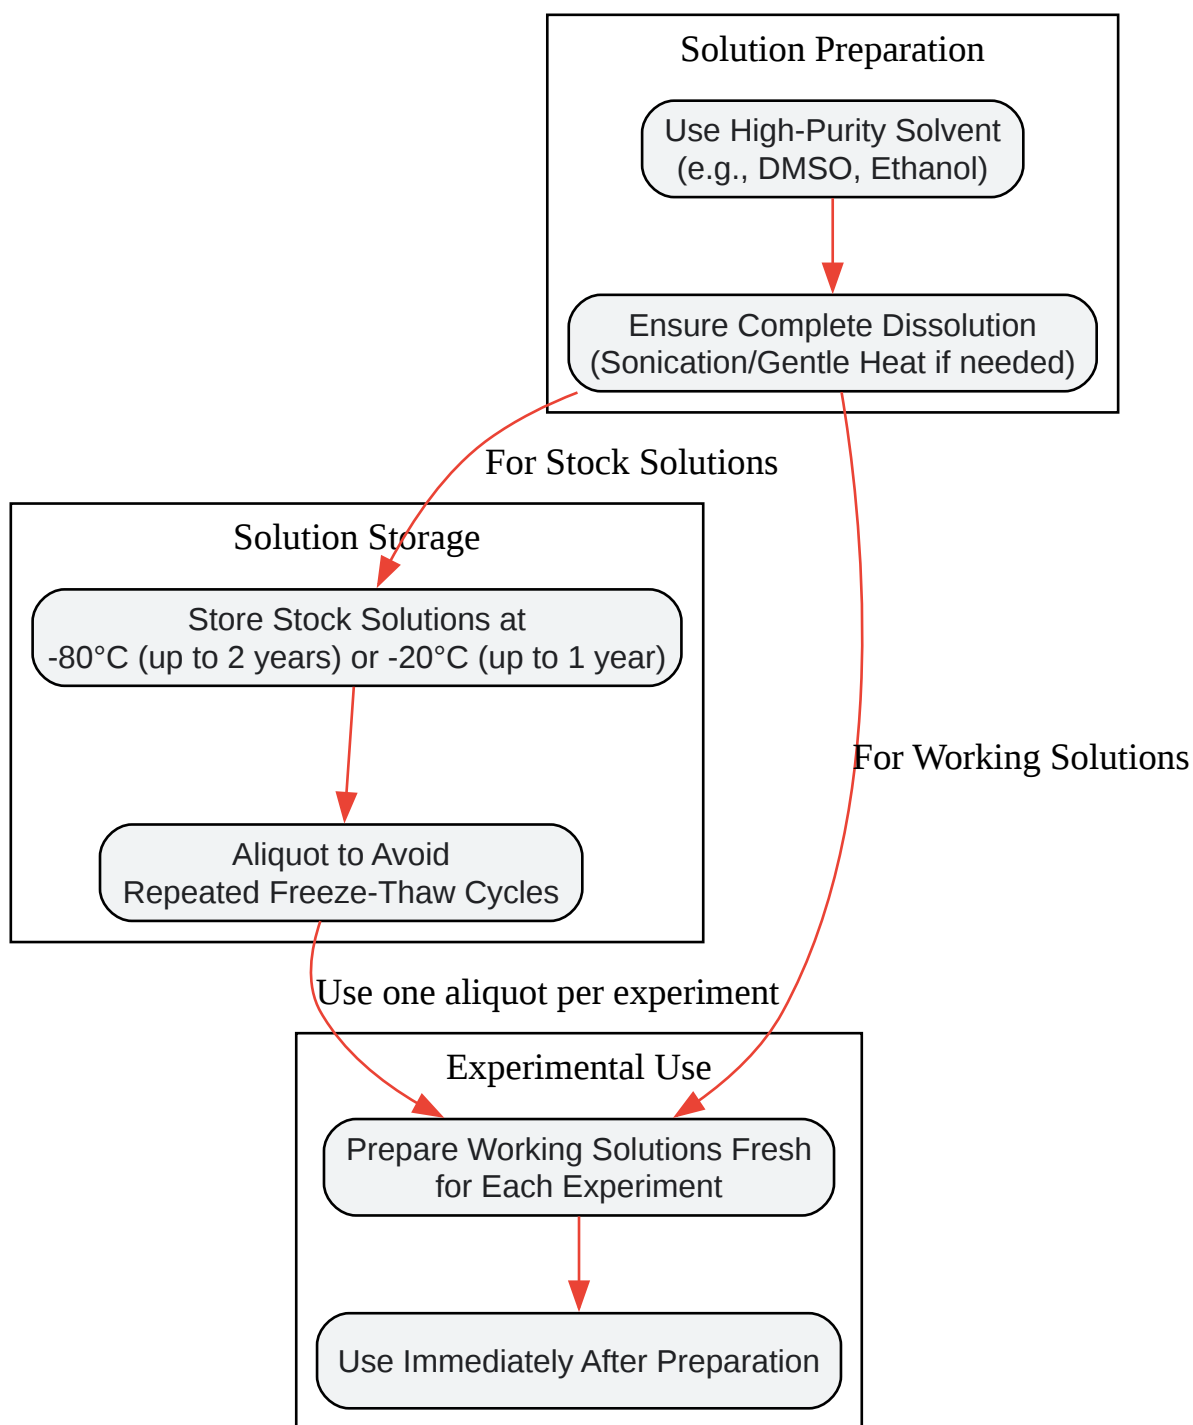 Solution Preparation
Use High-Purity Solvent
(e.g., DMSO, Ethanol)
Ensure Complete Dissolution
(Sonication/Gentle Heat if needed)
For Stock Solutions
Solution Storage
Store Stock Solutions at
-80°C (up to 2 years) or -20°C (up to 1 year)
For Working Solutions
Aliquot to Avoid
Repeated Freeze-Thaw Cycles
Use one aliquot per experiment
Experimental Use
Prepare Working Solutions Fresh
for Each Experiment
Use Immediately After Preparation